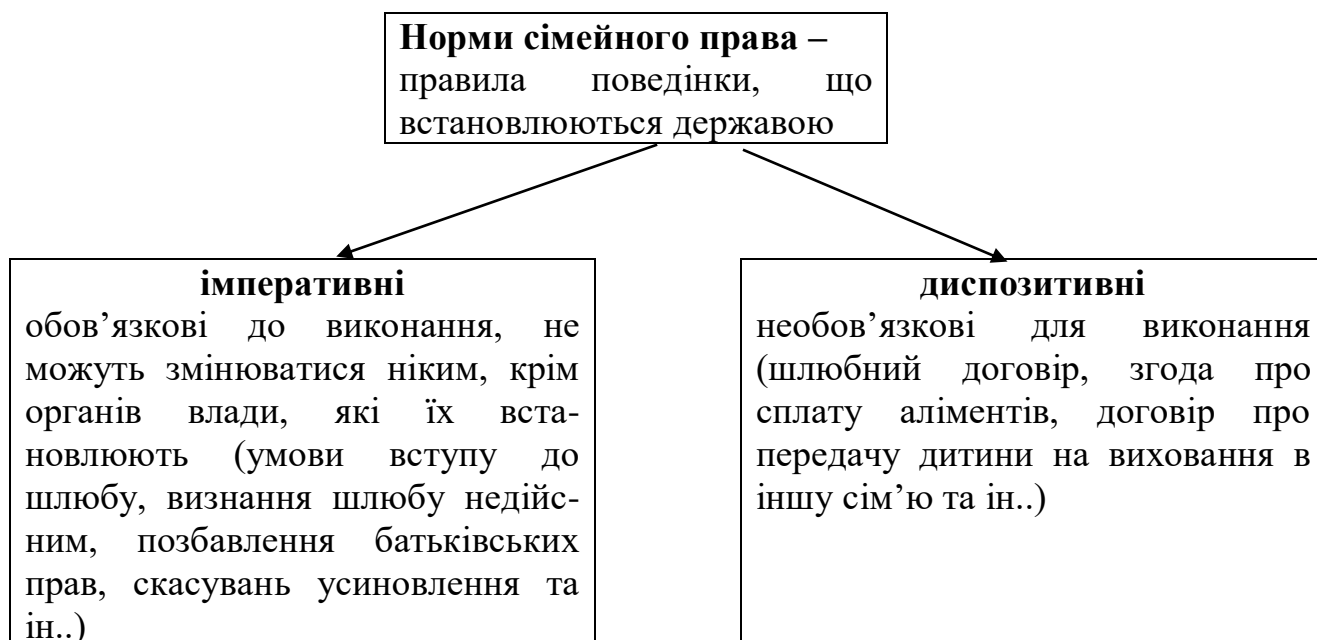 Норми сімейного права –
правила поведінки, що
встановлюються державою
імперативні
обов’язкові до виконання, не
можуть змінюватися ніким, крім
органів влади, які їх вста-
новлюють (умови вступу до
шлюбу, визнання шлюбу недійс-
ним, позбавлення батьківських
прав, скасувань усиновлення та
ін..)
диспозитивні
необов’язкові для виконання
(шлюбний договір, згода про
сплату аліментів, договір про
передачу дитини на виховання в
іншу сім’ю та ін..)